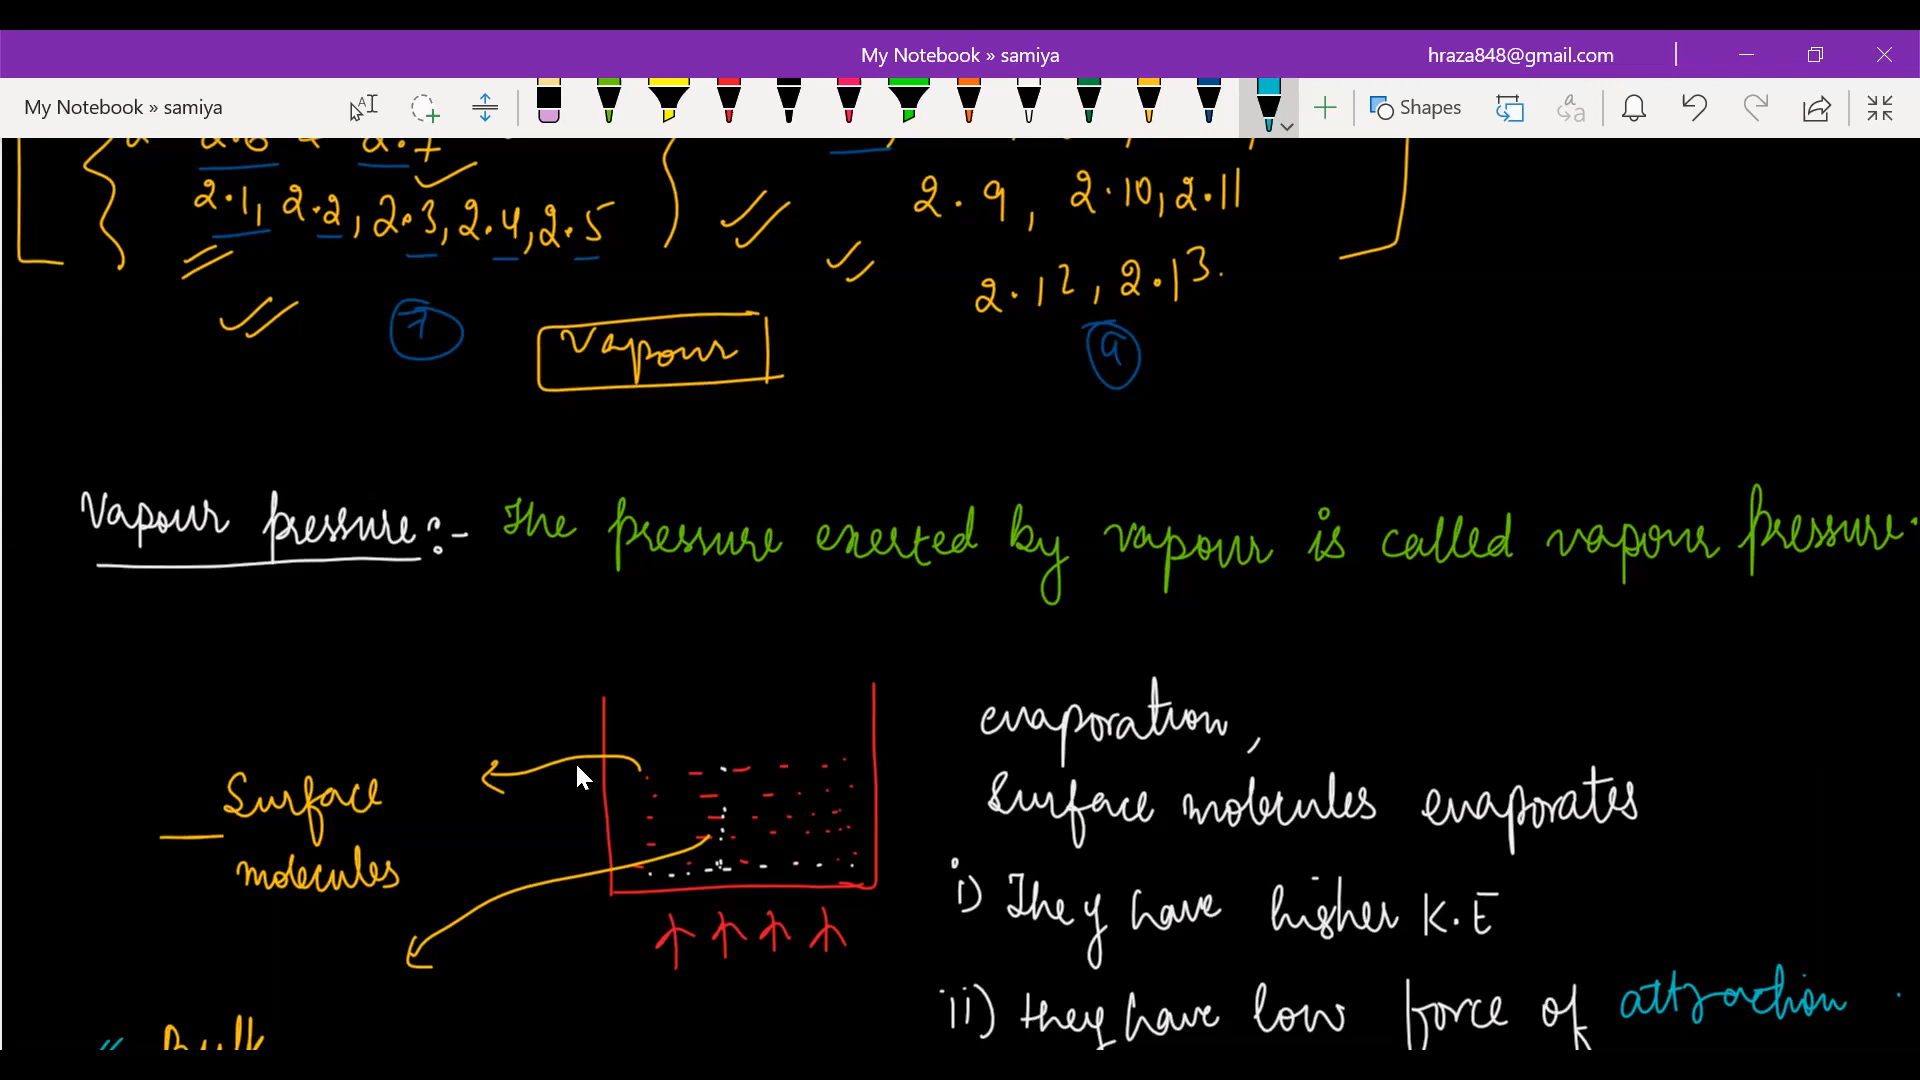 My Notebook » samiya
hraza848@gmail.com
My Notebook » samiya
Shapes
2.1, 2.2, 2.3, 2.4, 2.5
2.9, 2.10, 2.11
2.12, 2.13.
7
Vapour
9
Vapour pressure :- The pressure exerted by vapour is called vapour pressure.
evaporation,
Surface molecules evaporates
Surface
molecules
i) They have higher K.E
ii) they have low force of attraction.
Bulk